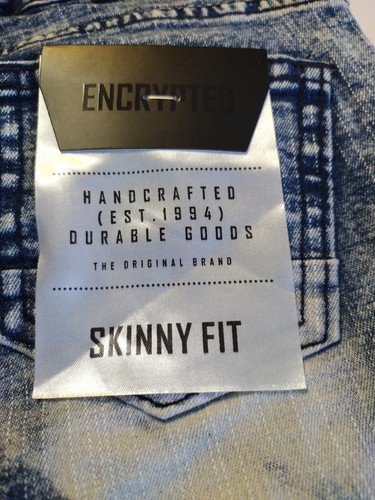 ENCRYPTED
HANDCRAFTED
(EST.1994)
DURABLE GOODS
THE ORIGINAL BRAND
SKINNY FIT